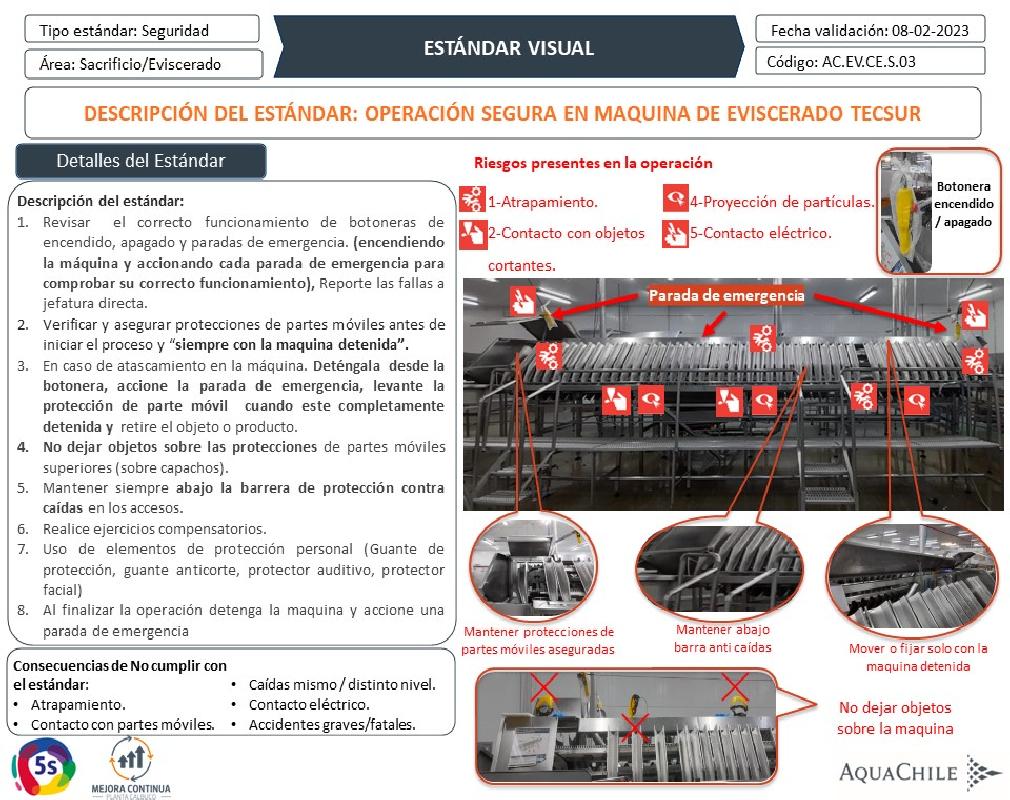 Tipo estándar: Seguridad
Área: Sacrificio/Eviscerado
ESTÁNDAR VISUAL
Fecha validación: 08-02-2023
Código: AC.EV.CE.S.03
DESCRIPCIÓN DEL ESTÁNDAR: OPERACIÓN SEGURA EN MAQUINA DE EVISCERADO TECSUR
Detalles del Estándar
Descripción del estándar:
1. Revisar el correcto funcionamiento de botoneras de
encendido, apagado y paradas de emergencia. (encendiendo
la máquina y accionando cada parada de emergencia para
comprobar su correcto funcionamiento), Reporte las fallas a
jefatura directa.
2. Verificar y asegurar protecciones de partes móviles antes de
iniciar el proceso y “siempre con la maquina detenida”.
3. En caso de atascamiento en la máquina. Deténgala desde la
botonera, accione la parada de emergencia, levante la
protección de parte móvil cuando este completamente
detenida y retire el objeto o producto.
4. No dejar objetos sobre las protecciones de partes móviles
superiores (sobre capachos).
5. Mantener siempre abajo la barrera de protección contra
caídas en los accesos.
6. Realice ejercicios compensatorios.
7. Uso de elementos de protección personal (Guante de
protección, guante anticorte, protector auditivo, protector
facial)
8. Al finalizar la operación detenga la maquina y accione una
parada de emergencia
Consecuencias de No cumplir con
el estándar:
• Atrapamiento.
• Contacto con partes móviles.
• Caídas mismo / distinto nivel.
• Contacto eléctrico.
• Accidentes graves/fatales.
5s
MEJORA CONTINUA
PLANTA CALBUCO
Riesgos presentes en la operación
1-Atrapamiento.
2-Contacto con objetos
cortantes.
4-Proyección de partículas.
5-Contacto eléctrico.
Botonera
encendido
/ apagado
Parada de emergencia
Mantener protecciones de
partes móviles aseguradas
Mantener abajo
barra anti caídas
Mover o fijar solo con la
maquina detenida
No dejar objetos
sobre la maquina
AQUACHILE